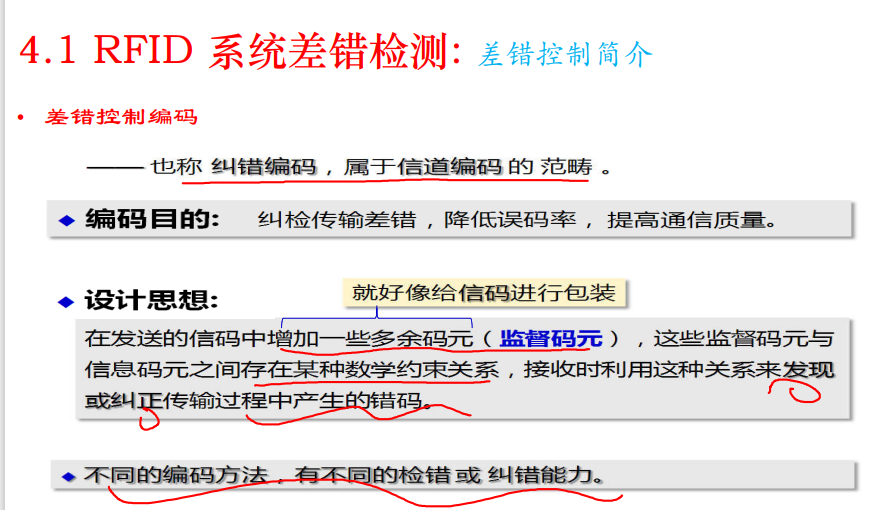 4.1 RFID 系统差错检测: 差错控制简介
• 差错控制编码
—— 也称 纠错编码，属于信道编码 的 范畴 。
◆ 编码目的: 纠检传输差错，降低误码率， 提高通信质量。
就好像给信码进行包装
◆ 设计思想:
在发送的信码中增加一些多余码元（ 监督码元 ），这些监督码元与
信息码元之间存在某种数学约束关系，接收时利用这种关系来发现
或纠正传输过程中产生的错码。
◆ 不同的编码方法，有不同的检错 或 纠错能力。